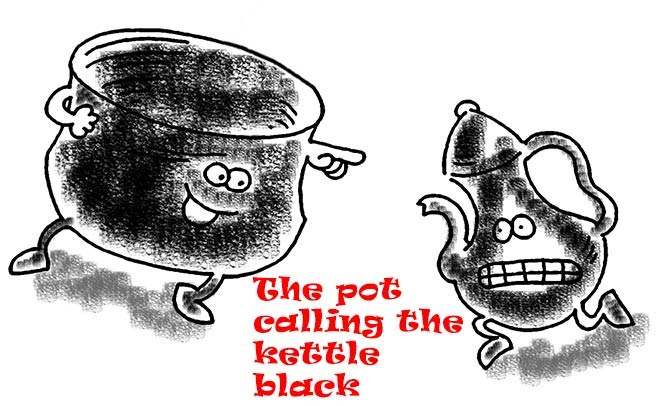 The pot
calling the
kettle
black